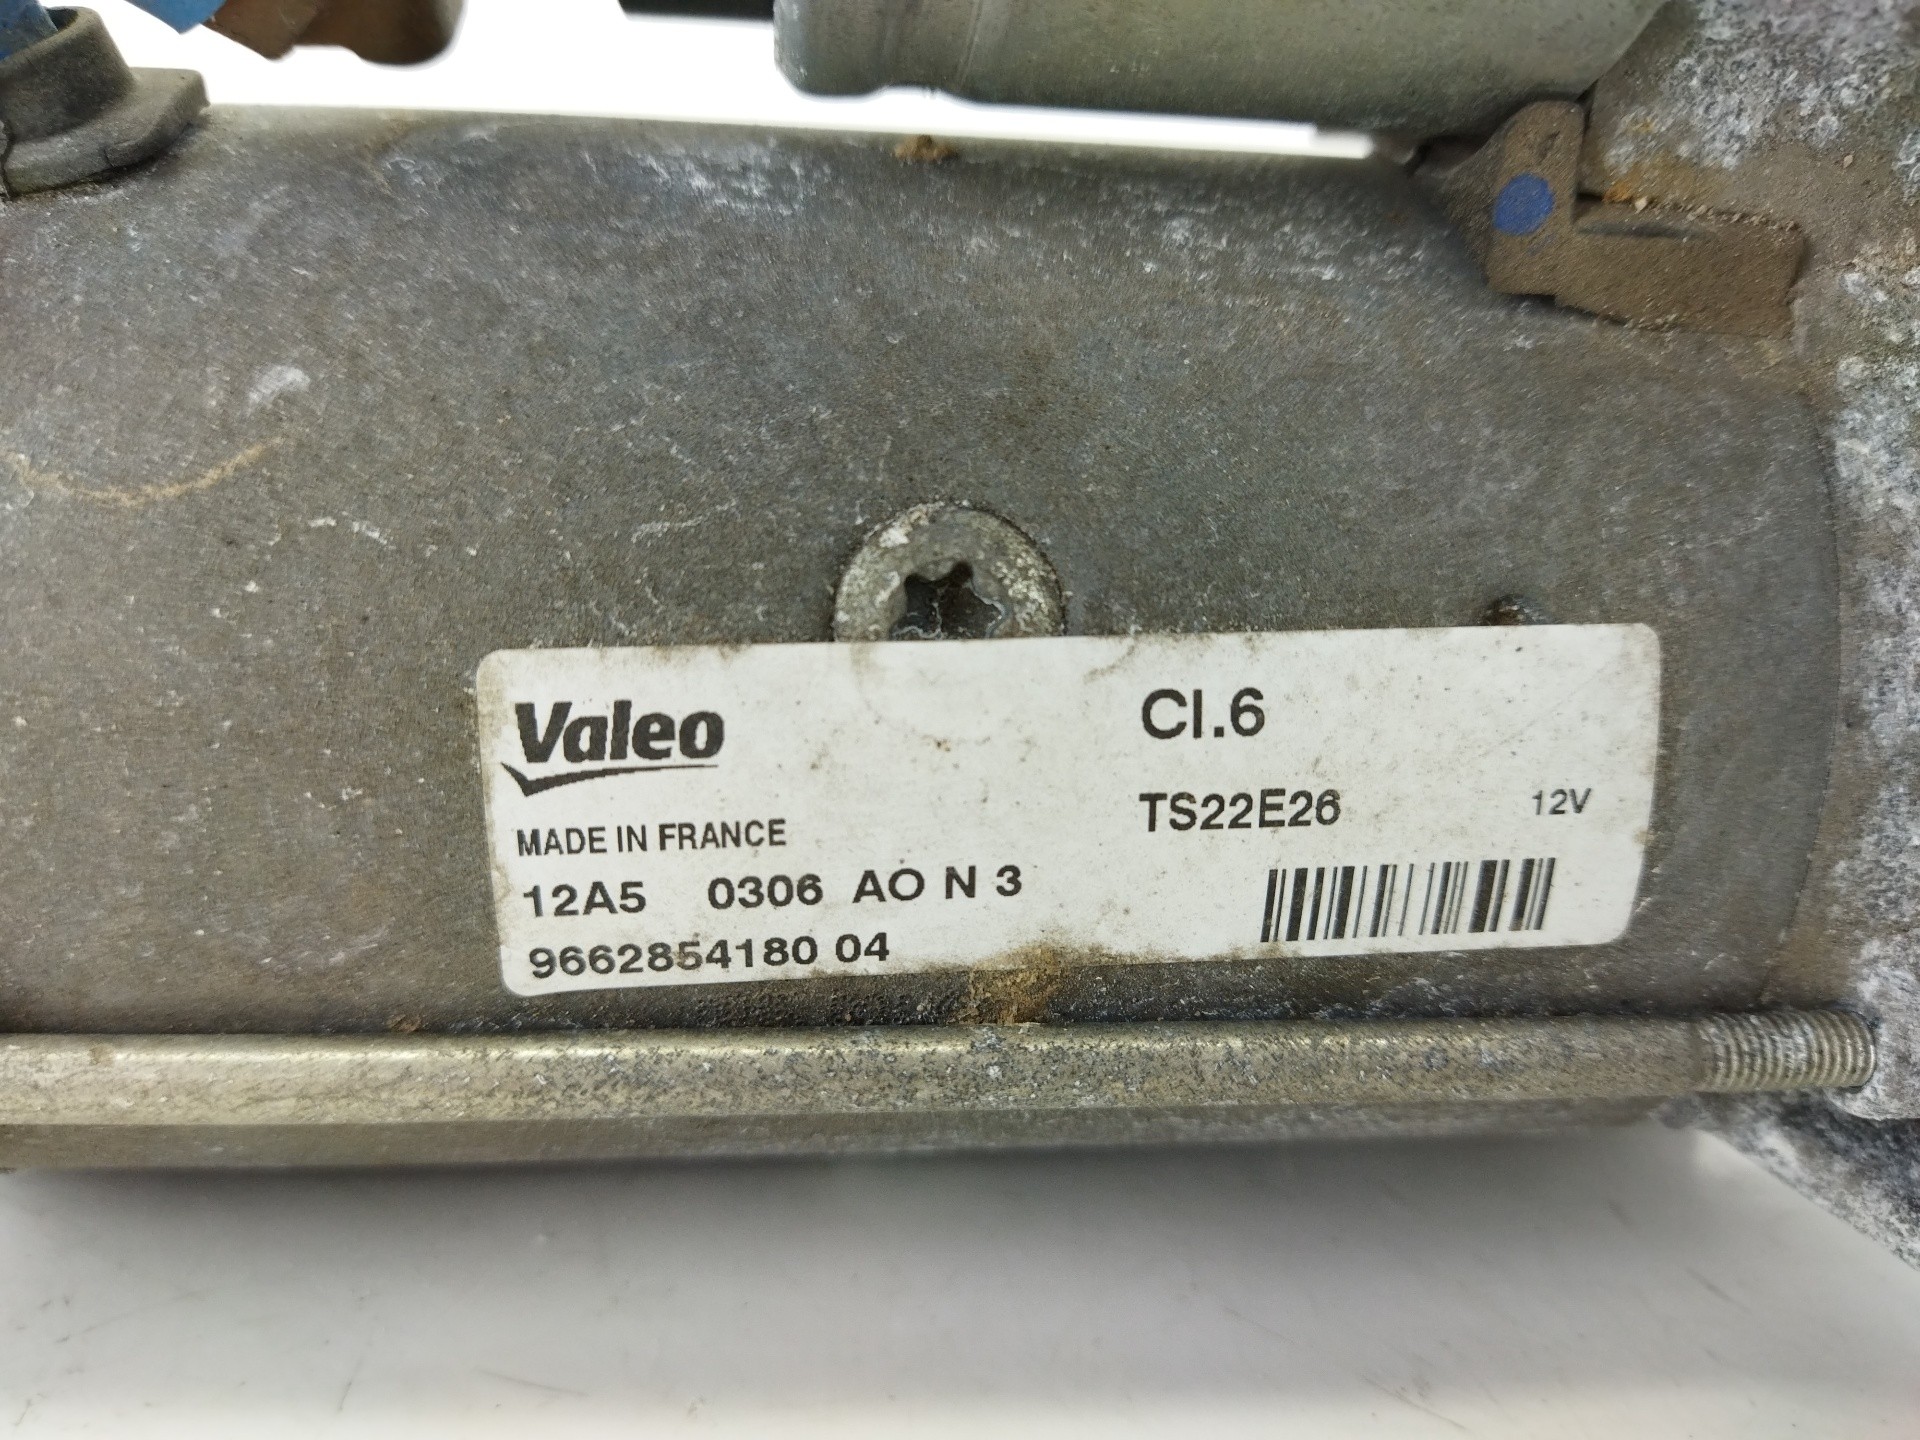 Valeo
Cl.6
MADE IN FRANCE
TS22E26 12V
12A5 0306 AO N 3
9662854180 04